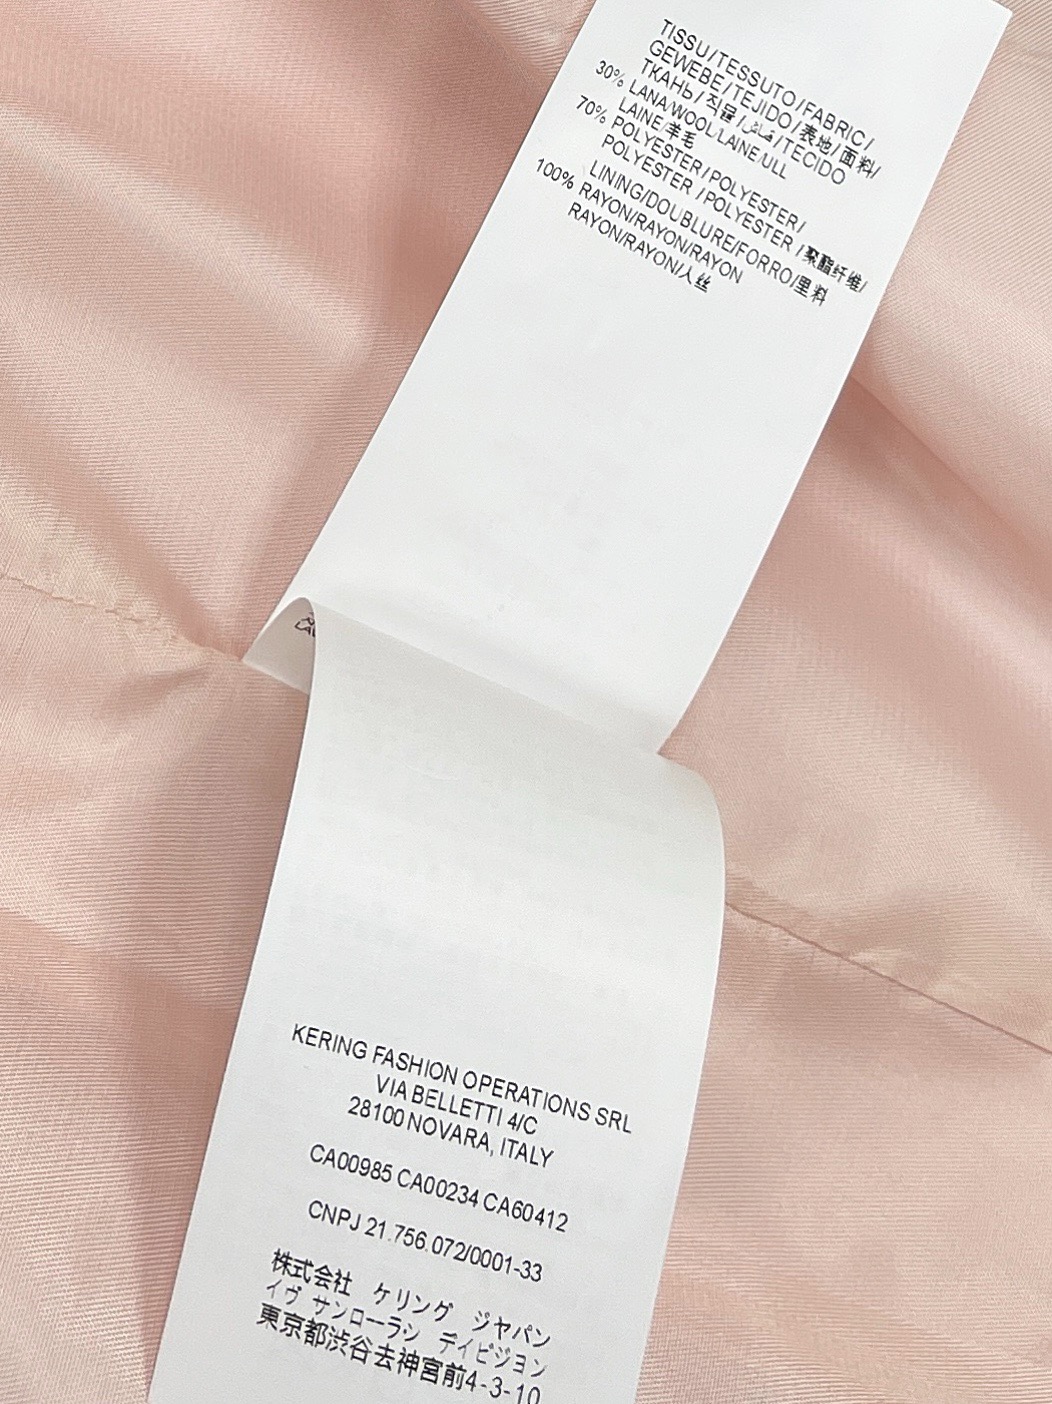 TISSU/TESSUTO/FABRIC/
GEWEBE/TEJIDO/表地/面料/
ТКАНЬ/직물/قماش/TECIDO
30% LANA/WOOL/LAINE/ULL
LAINE/羊毛
70% POLYESTER/POLYESTER/
POLYESTER /POLYESTER /聚酯纤维/
LINING/DOUBLURE/FORRO/里料
100% RAYON/RAYON/RAYON
RAYON/RAYON/人丝
KERING FASHION OPERATIONS SRL
VIA BELLETTI 4/C
28100 NOVARA, ITALY
CA00985 CA00234 CA60412
CNPJ 21.756.072/0001-33
株式会社 ケリング ジャパン
イヴ サンローラン デイビジョン
東京都渋谷去神宮前4-3-10